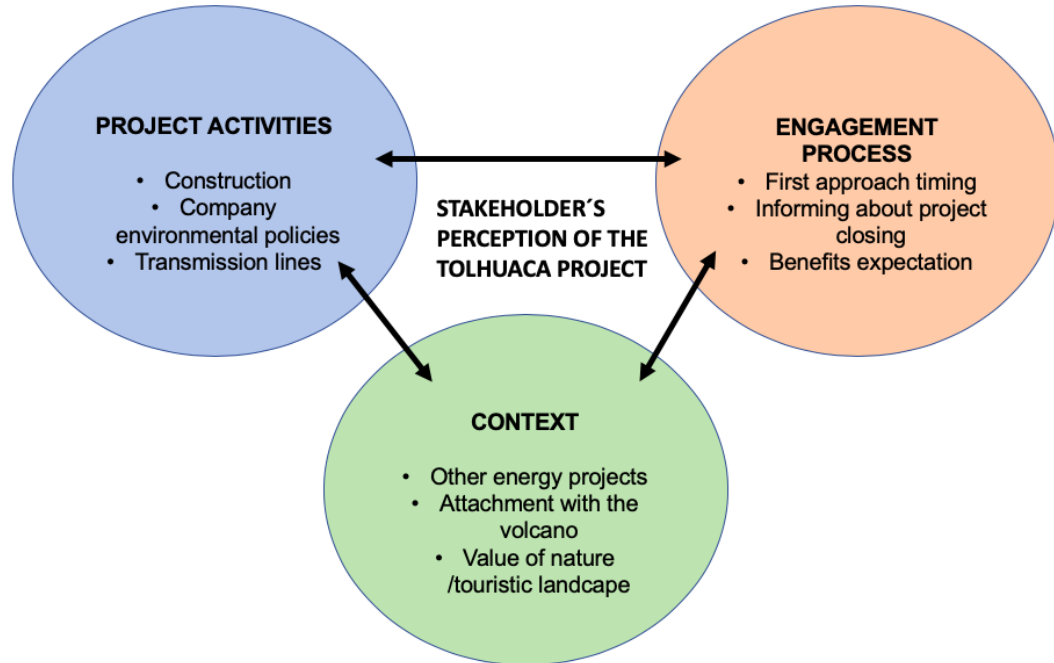 PROJECT ACTIVITIES
• Construction
• Company
environmental policies
• Transmission lines
ENGAGEMENT
PROCESS
• First approach timing
• Informing about project
closing
• Benefits expectation
STAKEHOLDER´S
PERCEPTION OF THE
TOLHUACA PROJECT
CONTEXT
• Other energy projects
• Attachment with the
volcano
• Value of nature
/touristic landcape